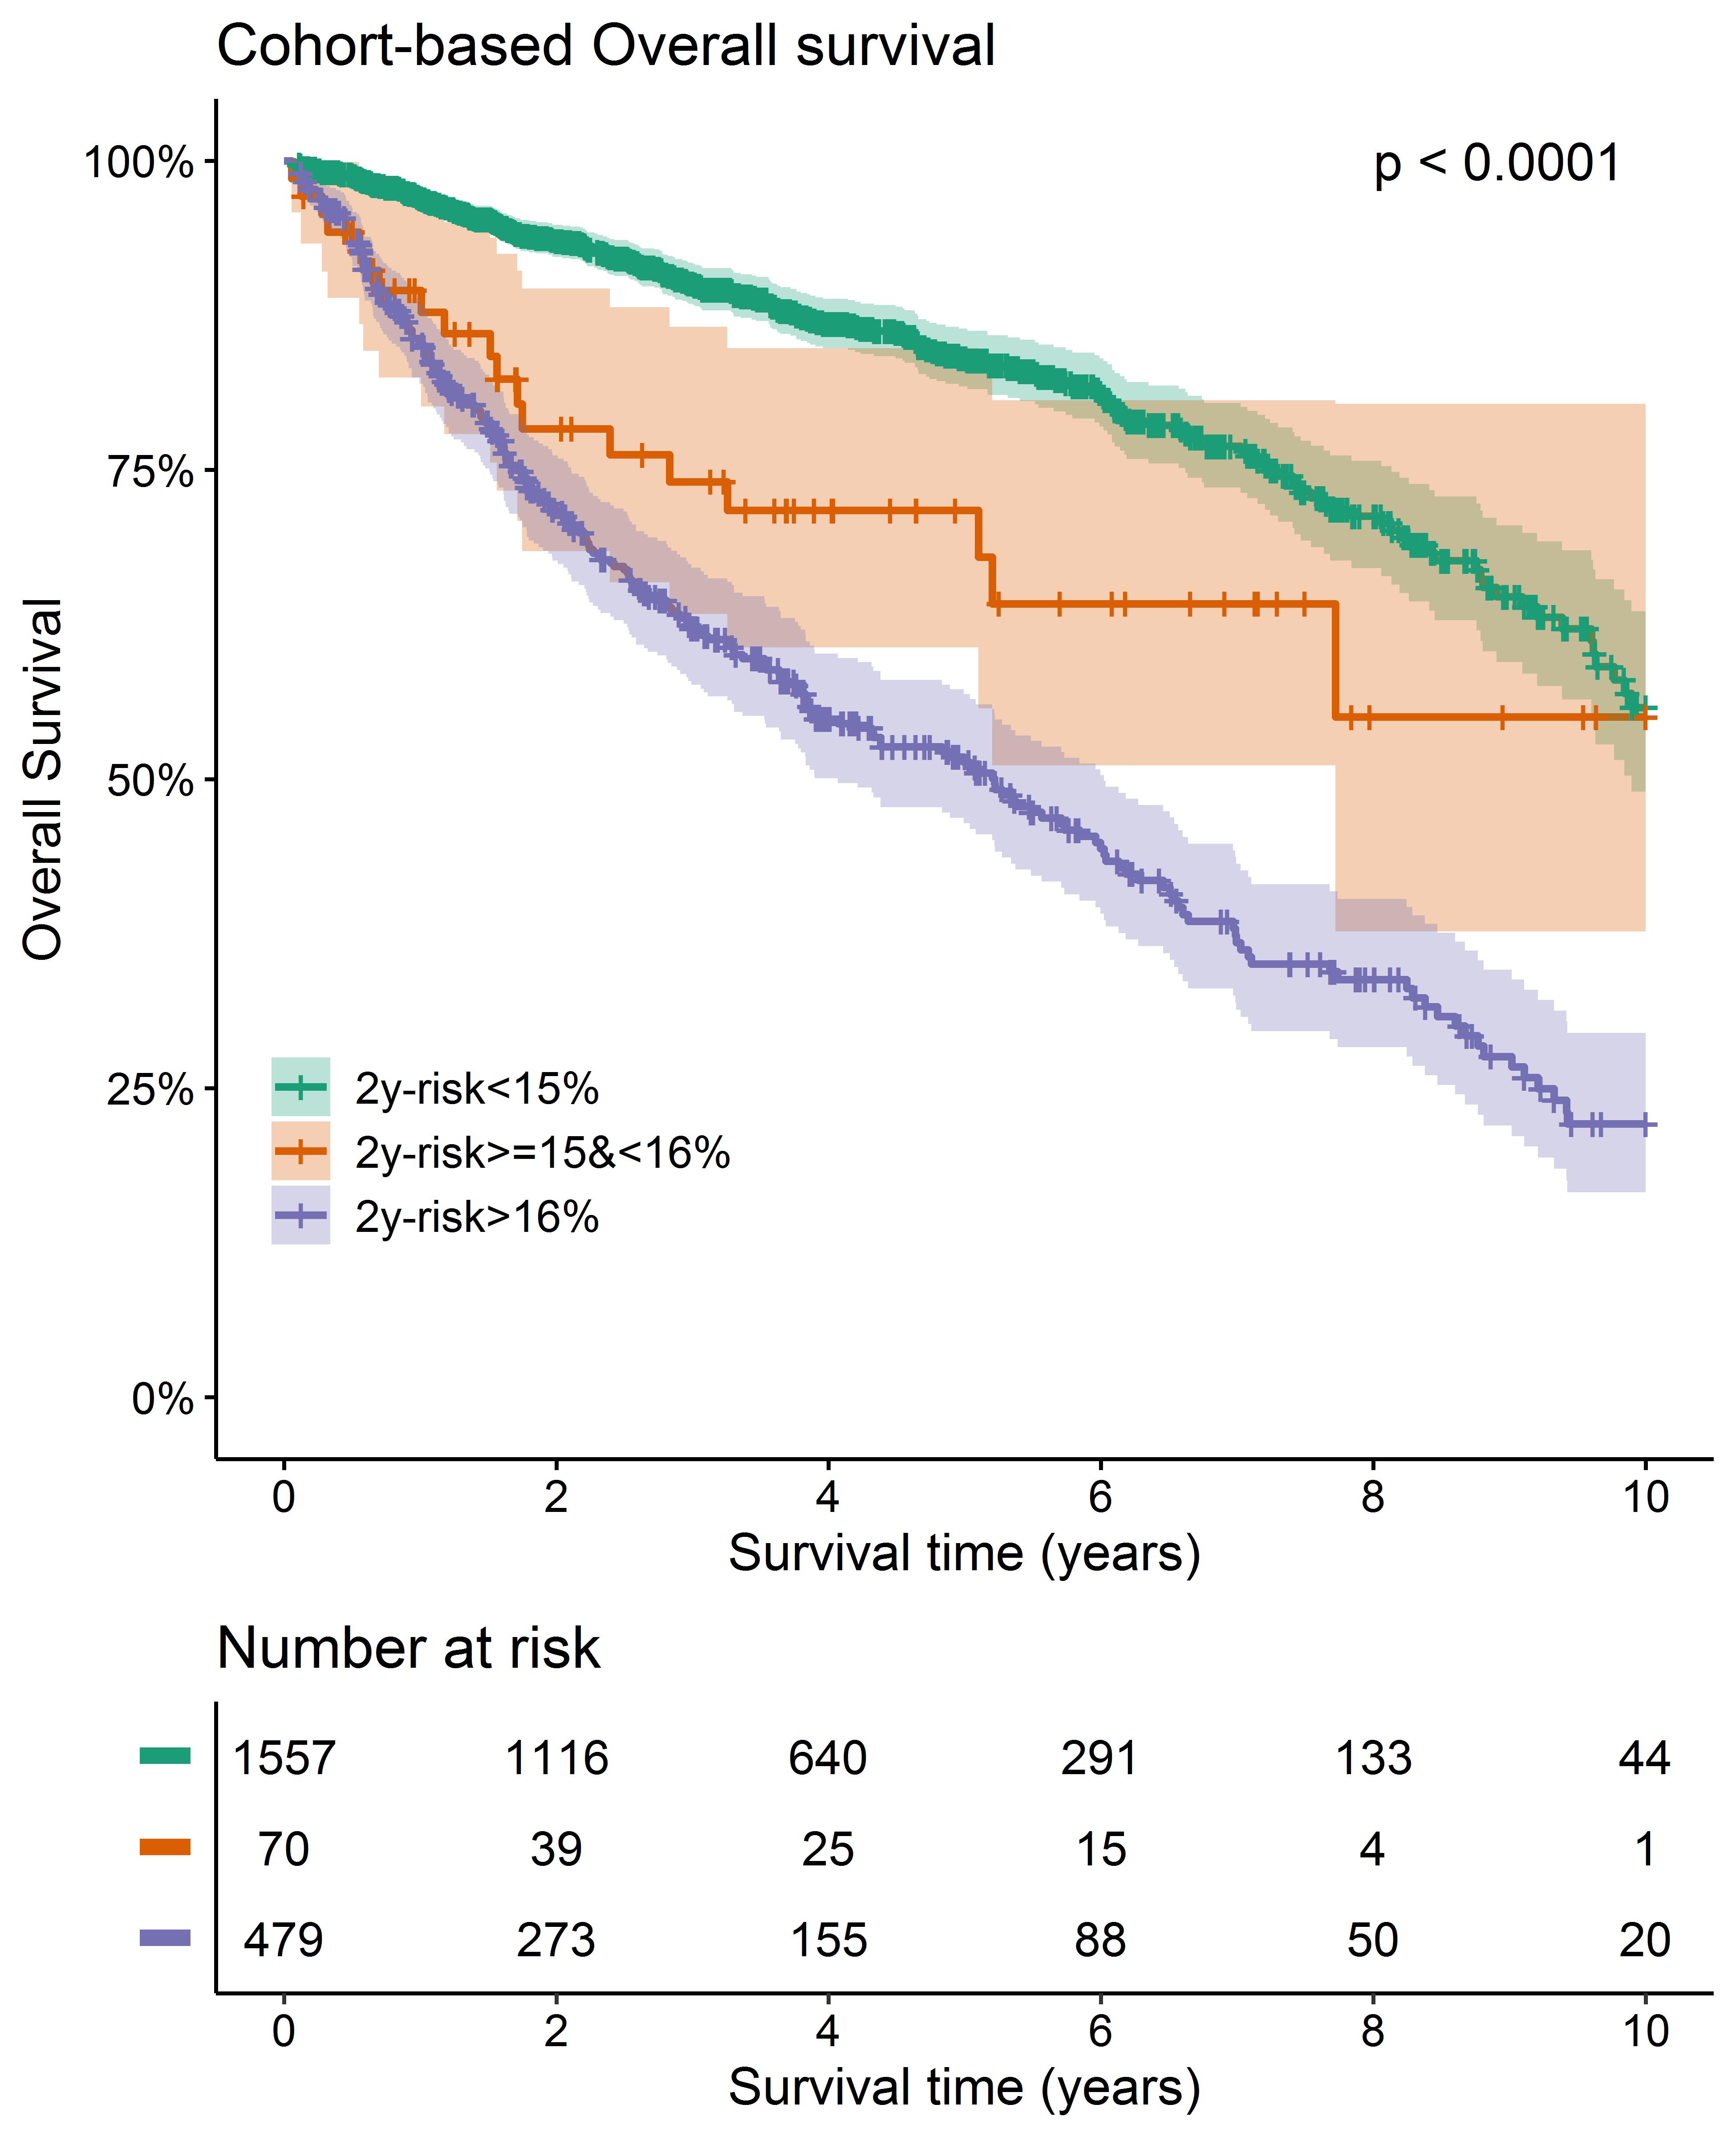 Cohort-based Overall survival
p < 0.0001
100%
75%
50%
25%
0%
Overall Survival
2y-risk<15%
2y-risk>=15&<16%
2y-risk>16%
0 2 4 6 8 10
Survival time (years)
Number at risk
1557 1116 640 291 133 44
70 39 25 15 4 1
479 273 155 88 50 20
0 2 4 6 8 10
Survival time (years)